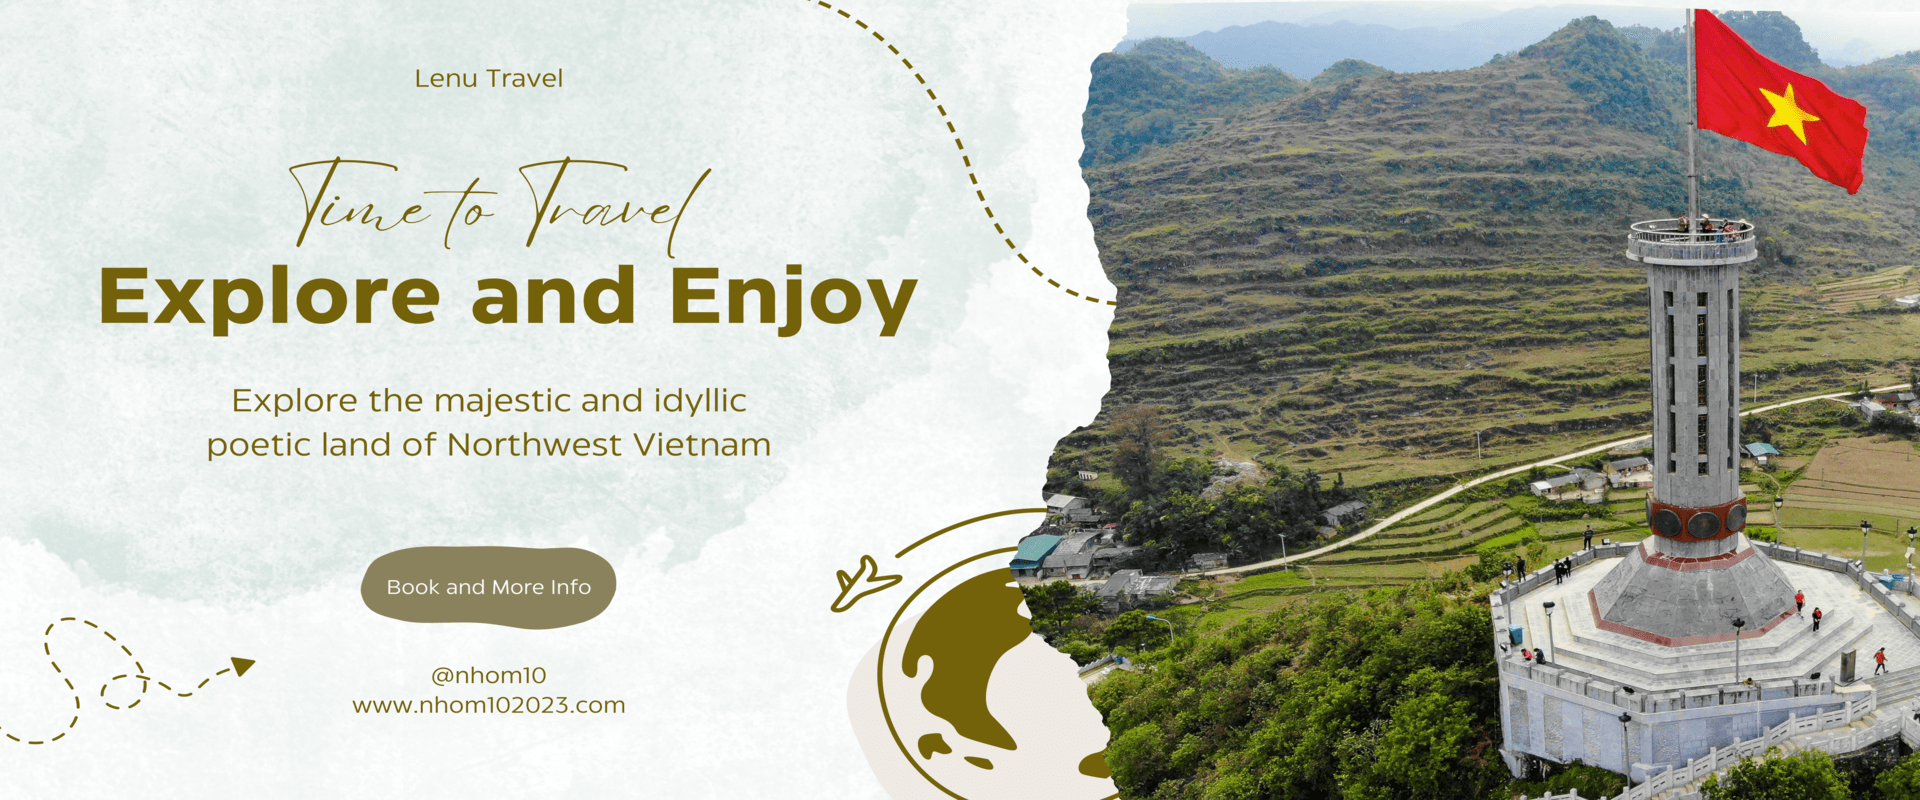 Lenu Travel
Time to Travel
Explore and Enjoy
Explore the majestic and idyllic
poetic land of Northwest Vietnam
Book and More Info
@nhom10
www.nhom102023.com